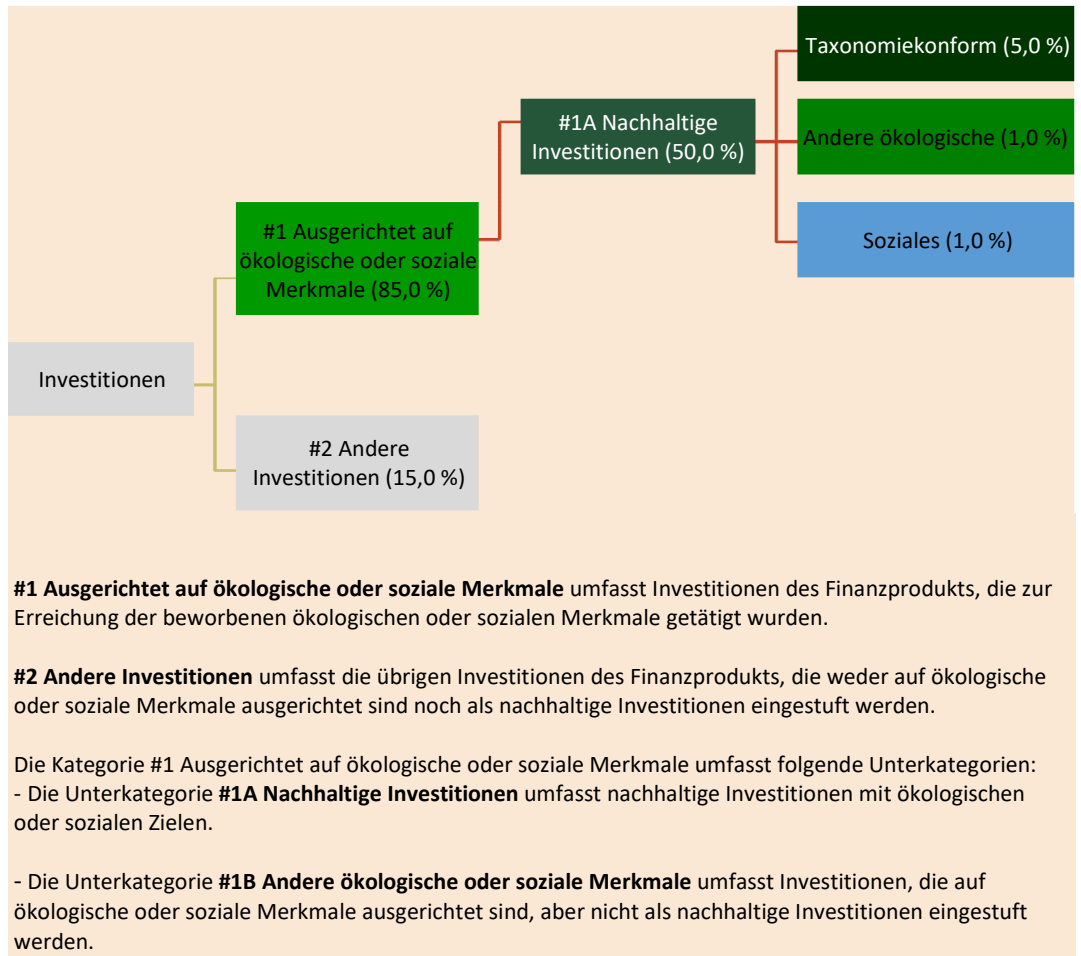 Taxonomiekonform (5,0 %)
#1A Nachhaltige
Investitionen (50,0 %)
Andere ökologische (1,0 %)
#1 Ausgerichtet auf
ökologische oder soziale
Merkmale (85,0 %)
Soziales (1,0 %)
Investitionen
#2 Andere
Investitionen (15,0 %)
#1 Ausgerichtet auf ökologische oder soziale Merkmale umfasst Investitionen des Finanzprodukts, die zur
Erreichung der beworbenen ökologischen oder sozialen Merkmale getätigt wurden.
#2 Andere Investitionen umfasst die übrigen Investitionen des Finanzprodukts, die weder auf ökologische
oder soziale Merkmale ausgerichtet sind noch als nachhaltige Investitionen eingestuft werden.
Die Kategorie #1 Ausgerichtet auf ökologische oder soziale Merkmale umfasst folgende Unterkategorien:
- Die Unterkategorie #1A Nachhaltige Investitionen umfasst nachhaltige Investitionen mit ökologischen
oder sozialen Zielen.
- Die Unterkategorie #1B Andere ökologische oder soziale Merkmale umfasst Investitionen, die auf
ökologische oder soziale Merkmale ausgerichtet sind, aber nicht als nachhaltige Investitionen eingestuft
werden.